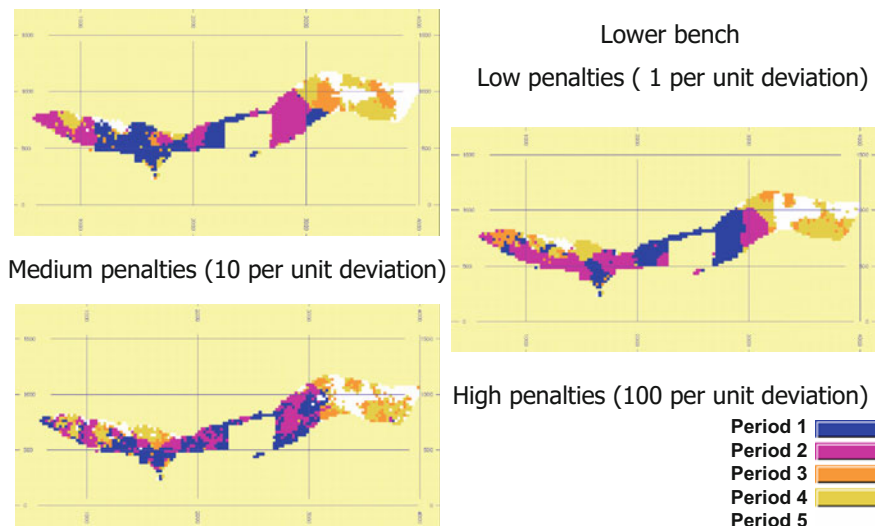 Lower bench
Low penalties ( 1 per unit deviation)
Medium penalties (10 per unit deviation)
High penalties (100 per unit deviation)
Period 1
Period 2
Period 3
Period 4
Period 5